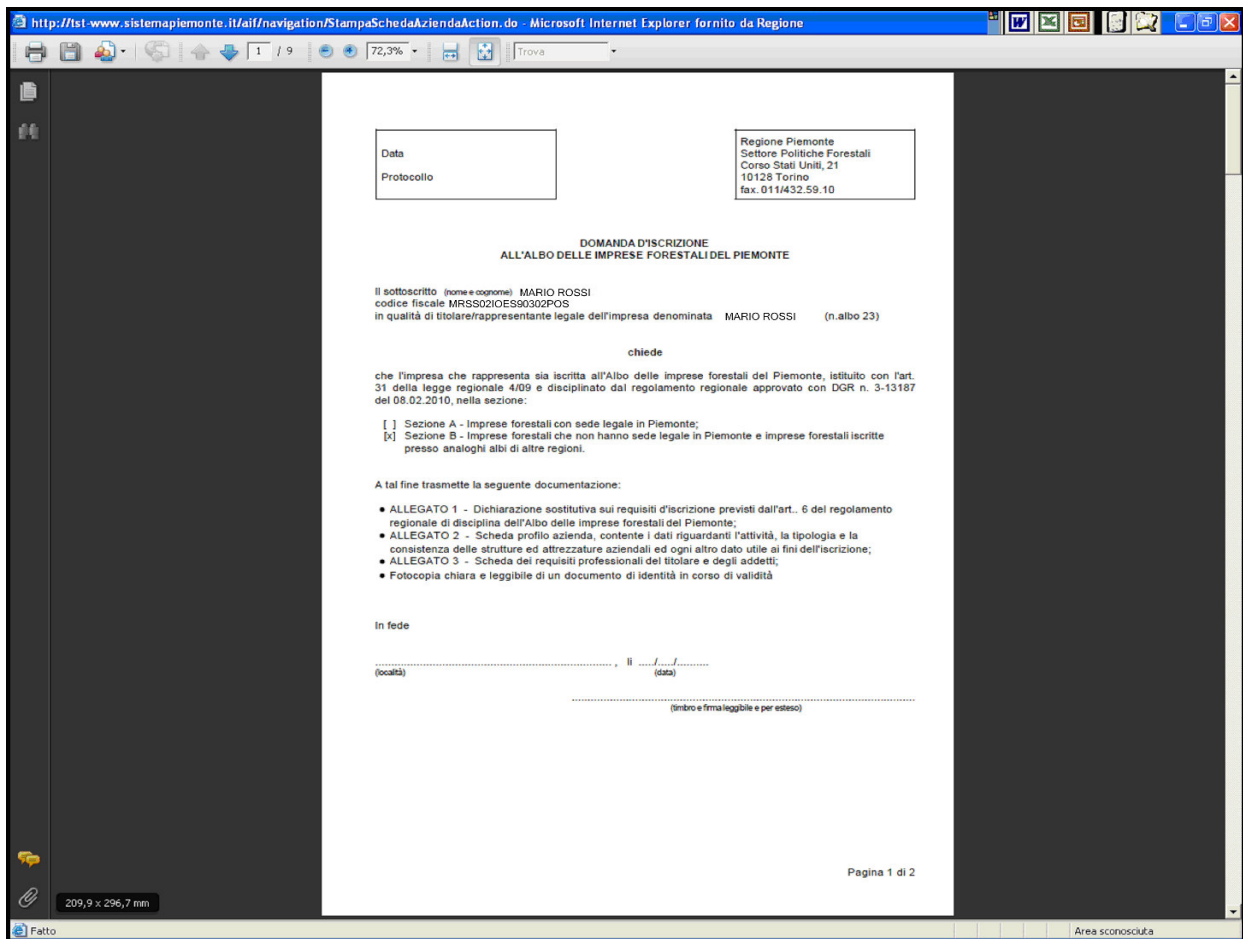 http://tst-www.sistemapiemonte.it/aif/navigation/StampaSchedaAziendaAction.do - Microsoft Internet Explorer fornito da Regione
1 / 9 72,3% Trova
Data
Protocollo
Regione Piemonte
Settore Politiche Forestali
Corso Stati Uniti, 21
10128 Torino
fax. 011/432.59.10
DOMANDA D'ISCRIZIONE
ALL'ALBO DELLE IMPRESE FORESTALI DEL PIEMONTE
Il sottoscritto (nome e cognome) MARIO ROSSI
codice fiscale MRSS02IOES90302POS
in qualità di titolare/rappresentante legale dell'impresa denominata MARIO ROSSI (n.albo 23)
chiede
che l'impresa che rappresenta sia iscritta all'Albo delle imprese forestali del Piemonte, istituito con l'art.
31 della legge regionale 4/09 e disciplinato dal regolamento regionale approvato con DGR n. 3-13187
del 08.02.2010, nella sezione:
[ ] Sezione A - Imprese forestali con sede legale in Piemonte;
[x] Sezione B - Imprese forestali che non hanno sede legale in Piemonte e imprese forestali iscritte
presso analoghi albi di altre regioni.
A tal fine trasmette la seguente documentazione:
● ALLEGATO 1 - Dichiarazione sostitutiva sui requisiti d'iscrizione previsti dall'art.. 6 del regolamento
regionale di disciplina dell'Albo delle imprese forestali del Piemonte;
● ALLEGATO 2 - Scheda profilo azienda, contente i dati riguardanti l'attività, la tipologia e la
consistenza delle strutture ed attrezzature aziendali ed ogni altro dato utile ai fini dell'iscrizione;
● ALLEGATO 3 - Scheda dei requisiti professionali del titolare e degli addetti;
● Fotocopia chiara e leggibile di un documento di identità in corso di validità
In fede
........................................................................ , lì ...../...../..........
(località) (data)
(timbro e firma leggibile e per esteso)
Pagina 1 di 2
209,9 x 296,7 mm
Fatto Area sconosciuta